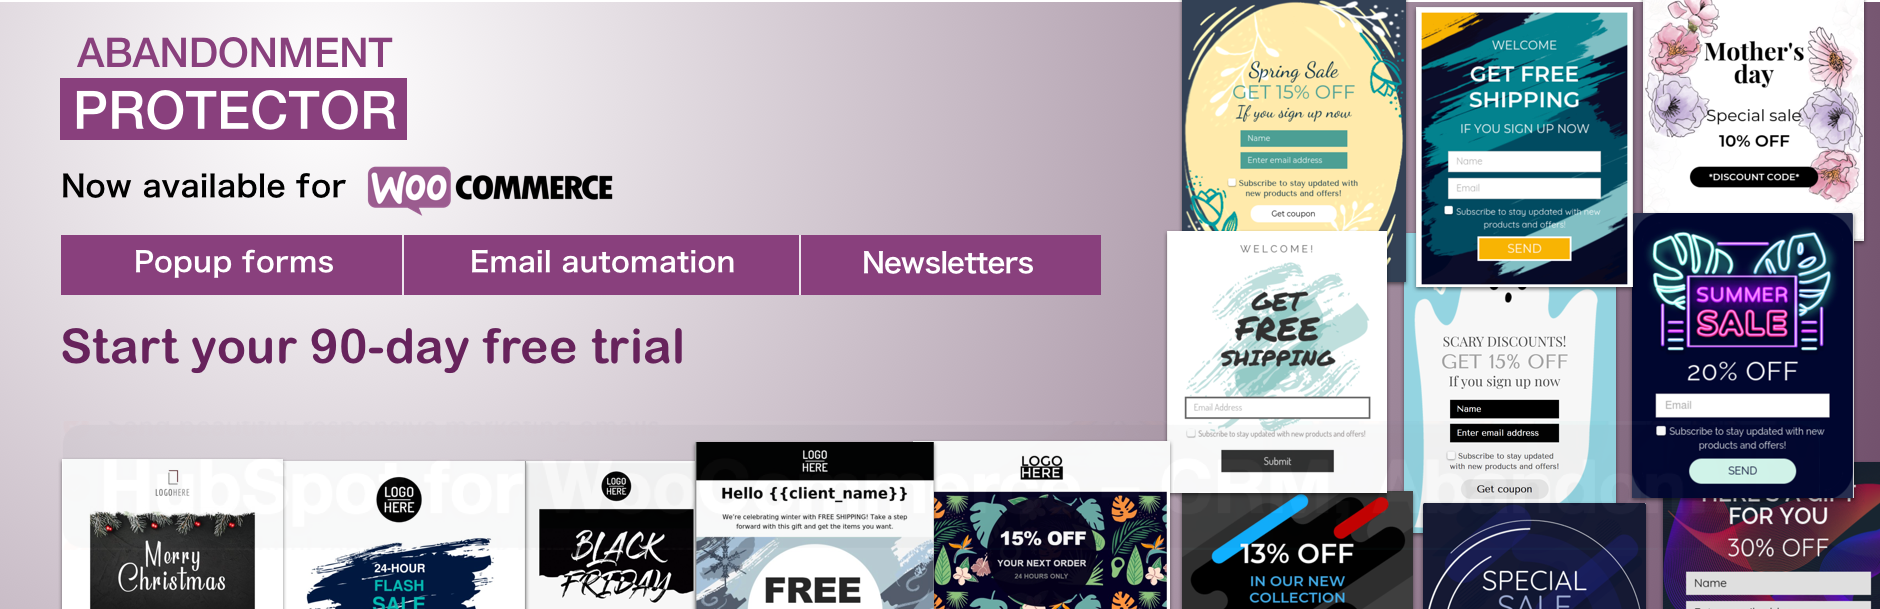 ABANDONMENT
PROTECTOR
Now available for WOO COMMERCE
Popup forms
Email automation
Newsletters
Start your 90-day free trial
Spring Sale
GET 15% OFF
If you sign up now
Name
Enter email address
Subscribe to stay updated with
new products and offers!
Get coupon
WELCOME
GET FREE
SHIPPING
IF YOU SIGN UP NOW
Name
Email
Subscribe to stay updated with new
products and offers!
SEND
Mother's
day
Special sale
10% OFF
*DISCOUNT CODE*
WELCOME!
GET
FREE
SHIPPING
Email Address
Subscribe to stay updated with new products and offers!
Submit
SCARY DISCOUNTS!
GET 15% OFF
If you sign up now
Name
Enter email address
Subscribe to stay updated
with new products and offers!
Get coupon
SUMMER
SALE
20% OFF
Email
Subscribe to stay updated with new
products and offers!
SEND
HubSpot for WooCommerce
LOGOHERE
Merry
Christmas
LOGO
HERE
24-HOUR
FLASH
SALE
LOGO
HERE
BLACK
FRIDAY
LOGO
HERE
Hello {{client_name}}
We're celebrating winter with FREE SHIPPING! Take a step
forward with this gift and get the items you want.
FREE
LOGO
HERE
15% OFF
YOUR NEXT ORDER
24 HOURS ONLY
13% OFF
IN OUR NEW
COLLECTION
SPECIAL
SALE
HERE'S A GIFT
FOR YOU
30% OFF
Name